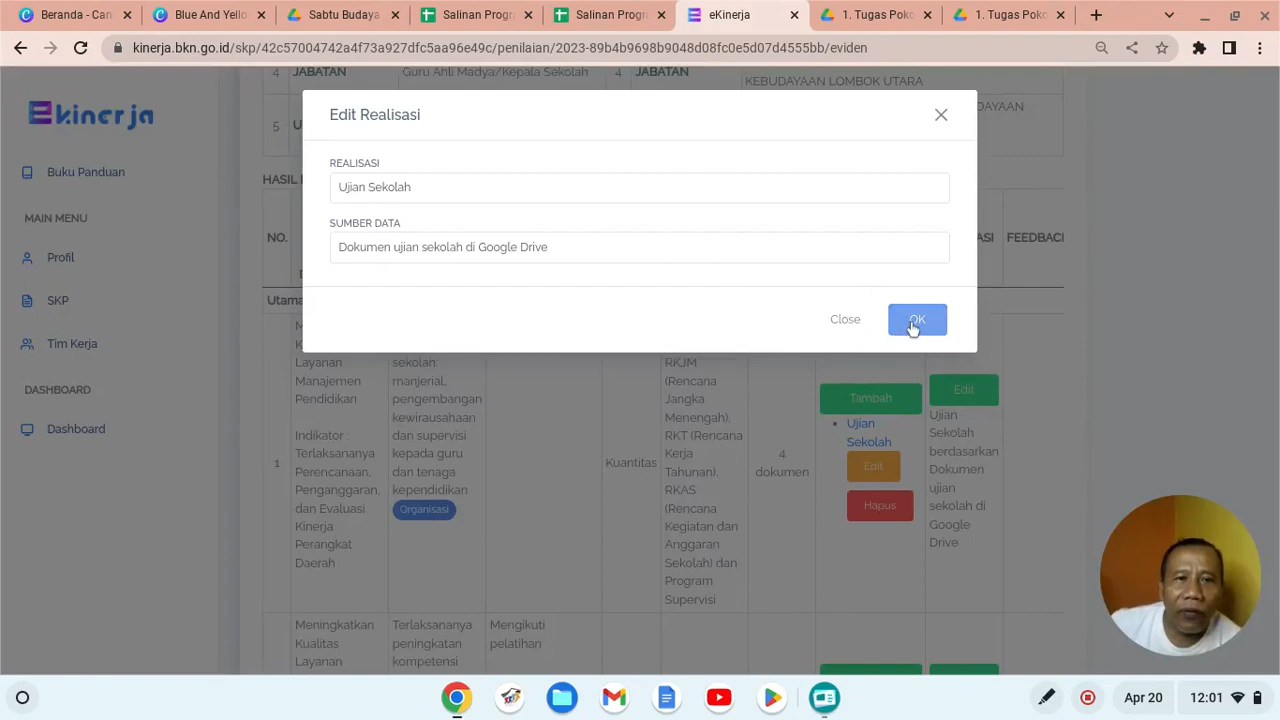 Beranda - Can
Blue And Yello
Sabtu Budaya
Salinan Progra
Salinan Progra
eKinerja
1. Tugas Poko
1. Tugas Poko
kinerja.bkn.go.id/skp/42c57004742a4f73a927dfc5aa96e49c/penilaian/2023-89b4b9698b9048d08fc0e5d07d4555bb/eviden
Ekinerja
Buku Panduan
MAIN MENU
Profil
SKP
Tim Kerja
DASHBOARD
Dashboard
4
JABATAN
Guru Ahli Madya/Kepala Sekolah
4
JABATAN
KEBUDAYAAN LOMBOK UTARA
5
U
DAYAAN
HASIL
NO.
ASI
FEEDBACK
Utama
Edit Realisasi
REALISASI
Ujian Sekolah
SUMBER DATA
Dokumen ujian sekolah di Google Drive
Close
OK
1
Layanan
Manajemen
Pendidikan
Indikator :
Terlaksananya
Perencanaan,
Penganggaran,
dan Evaluasi
Kinerja
Perangkat
Daerah
sekolah:
manjerial,
pengembangan
kewirausahaan
dan supervisi
kepada guru
dan tenaga
kependidikan
Organisasi
Kuantitas
RKJM
(Rencana
Jangka
Menengah),
RKT (Rencana
Kerja
Tahunan),
RKAS
(Rencana
Kegiatan dan
Anggaran
Sekolah) dan
Program
Supervisi
4
dokumen
Tambah
Ujian
Sekolah
Edit
Hapus
Edit
Ujian
Sekolah
berdasarkan
Dokumen
ujian
sekolah di
Google
Drive
Meningkatkan
Kualitas
Layanan
Terlaksananya
peningkatan
kompetensi
Mengikuti
pelatihan
Apr 20
12:01